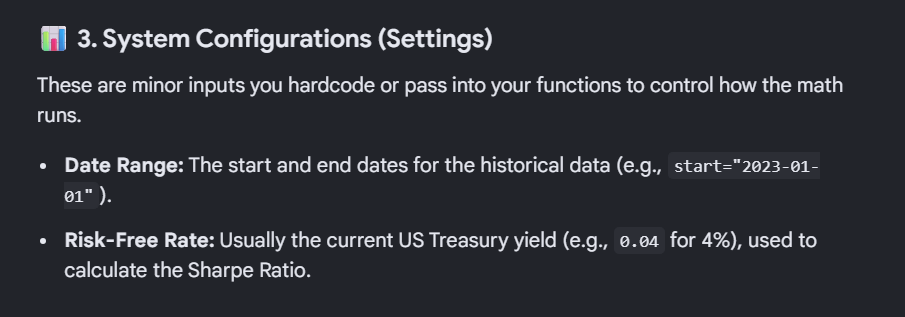 📊 3. System Configurations (Settings)
These are minor inputs you hardcode or pass into your functions to control how the math
runs.
• Date Range: The start and end dates for the historical data (e.g., start="2023-01-
01" ).
• Risk-Free Rate: Usually the current US Treasury yield (e.g., 0.04 for 4%), used to
calculate the Sharpe Ratio.